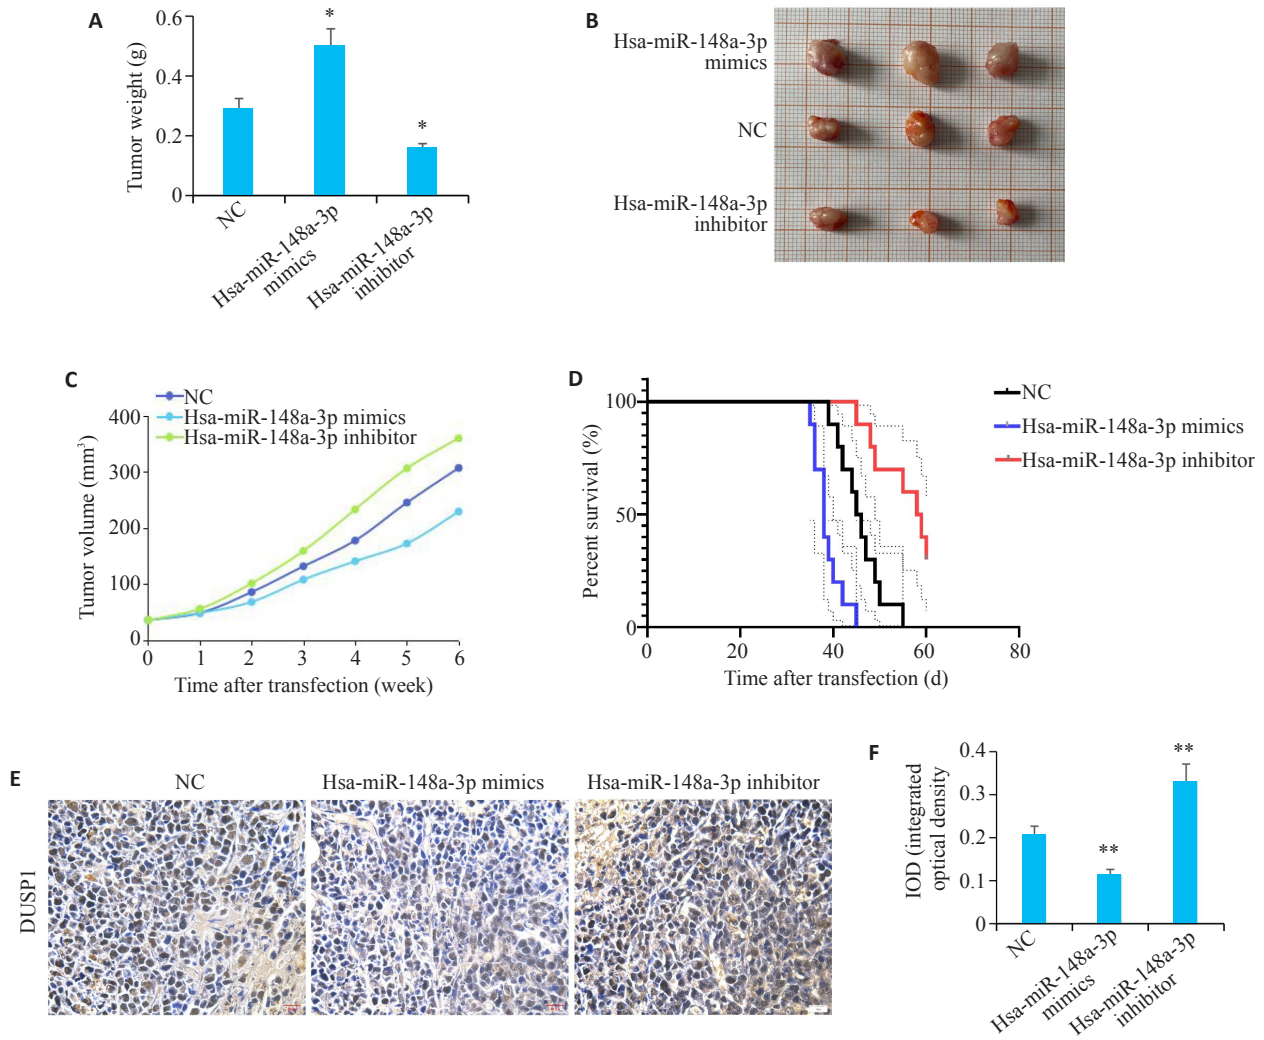 A
Tumor weight (g)
0.6
0.4
0.2
0
*
*
NC
Hsa-miR-148a-3p
mimics
Hsa-miR-148a-3p
inhibitor
B
Hsa-miR-148a-3p
mimics
NC
Hsa-miR-148a-3p
inhibitor
C
NC
Hsa-miR-148a-3p mimics
Hsa-miR-148a-3p inhibitor
Tumor volume (mm³)
400
300
200
100
0
0 1 2 3 4 5 6
Time after transfection (week)
D
Percent survival (%)
100
50
0
0 20 40 60 80
Time after transfection (d)
NC
Hsa-miR-148a-3p mimics
Hsa-miR-148a-3p inhibitor
E
NC Hsa-miR-148a-3p mimics Hsa-miR-148a-3p inhibitor
DUSP1
F
IOD (integrated
optical density
0.4
0.3
0.2
0.1
0
**
**
NC
Hsa-miR-148a-3p
mimics
Hsa-miR-148a-3p
inhibitor